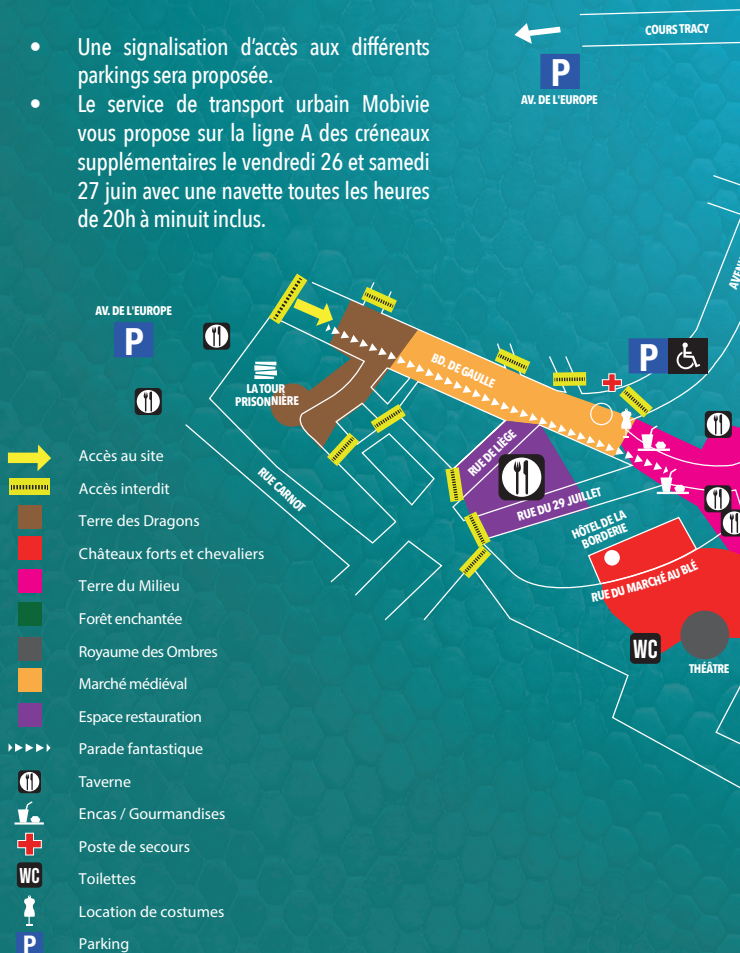 • Une signalisation d'accès aux différents
parkings sera proposée.
• Le service de transport urbain Mobivie
vous propose sur la ligne A des créneaux
supplémentaires le vendredi 26 et samedi
27 juin avec une navette toutes les heures
de 20h à minuit inclus.
COURS TRACY
P
AV. DE L'EUROPE
AV. DE L'EUROPE
P
LA TOUR
PRISONNIÈRE
BD. DE GAULLE
P
RUE CARNOT
RUE DE LIÈGE
RUE DU 29 JUILLET
HÔTEL DE LA
BORDERIE
RUE DU MARCHÉ AU BLÉ
WC
THÉÂTRE
Accès au site
Accès interdit
Terre des Dragons
Châteaux forts et chevaliers
Terre du Milieu
Forêt enchantée
Royaume des Ombres
Marché médiéval
Espace restauration
Parade fantastique
Taverne
Encas / Gourmandises
Poste de secours
WC Toilettes
Location de costumes
P Parking